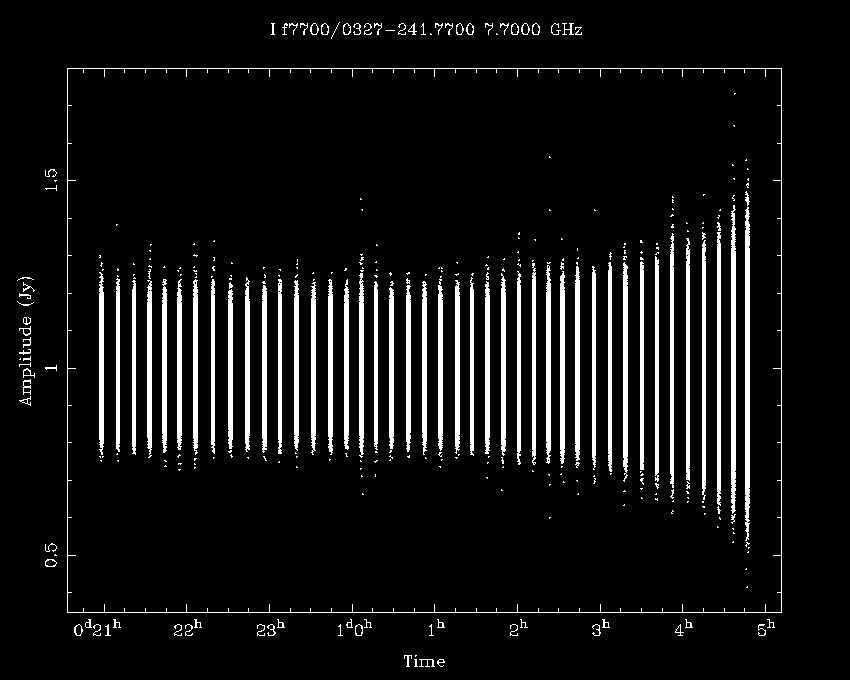 I f7700/0327-241.7700 7.7000 GHz
1.5
1
0.5
Amplitude (Jy)
0ᵈ21ʰ 22ʰ 23ʰ 1ᵈ0ʰ 1ʰ 2ʰ 3ʰ 4ʰ 5ʰ
Time